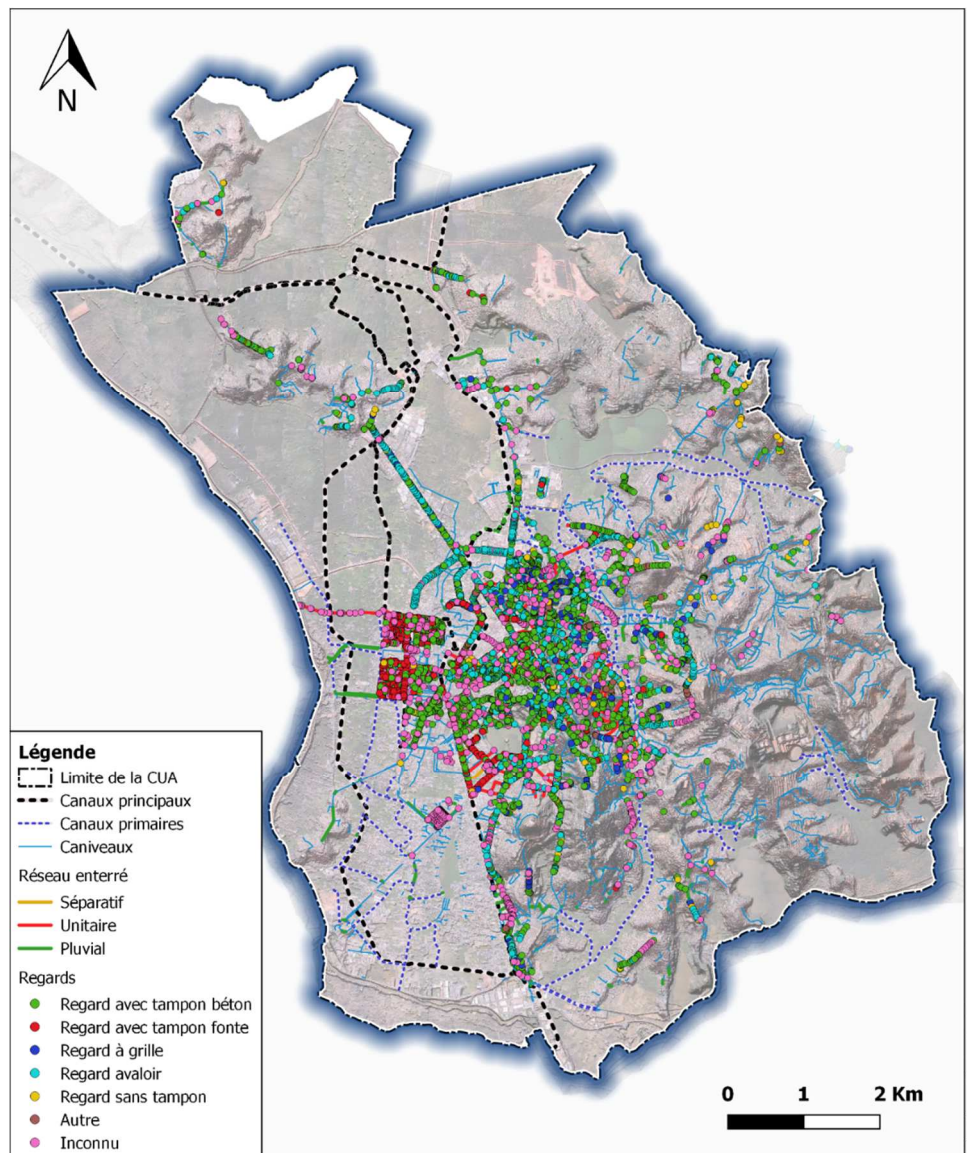 N
Légende
Limite de la CUA
Canaux principaux
Canaux primaires
Caniveaux
Réseau enterré
Séparatif
Unitaire
Pluvial
Regards
Regard avec tampon béton
Regard avec tampon fonte
Regard à grille
Regard avaloir
Regard sans tampon
Autre
Inconnu
0 1 2 Km